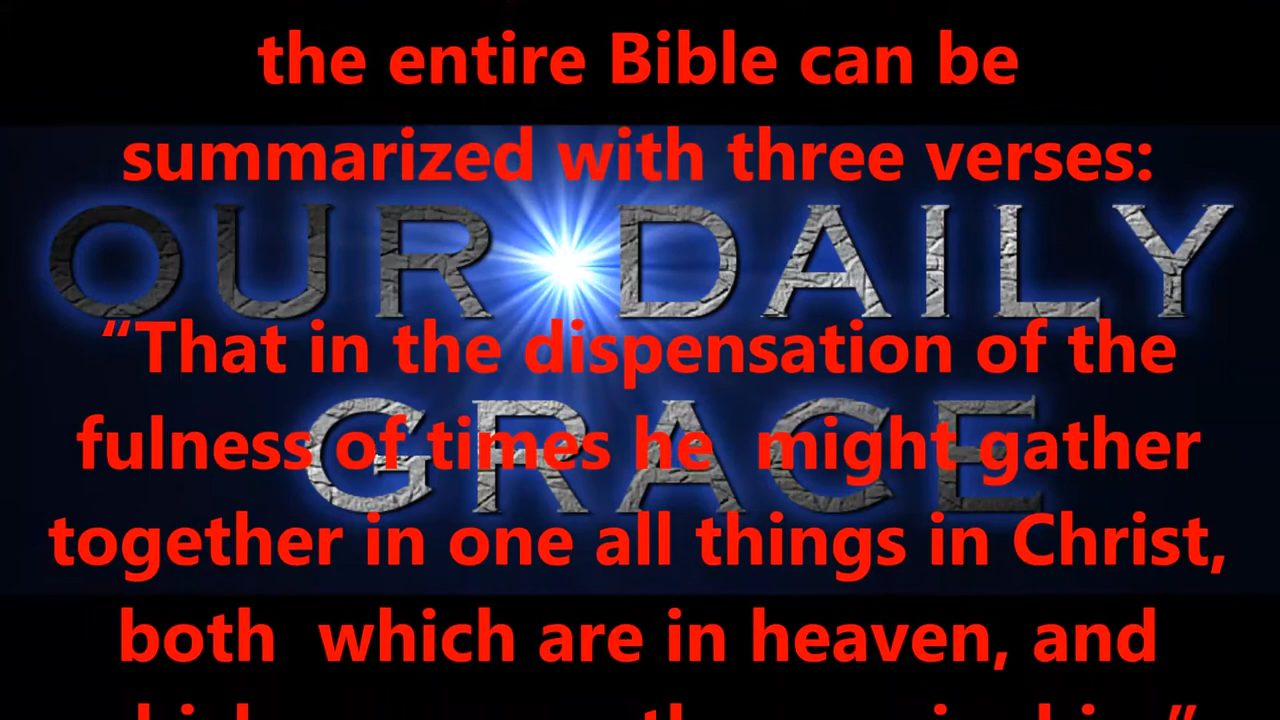 the entire Bible can be
summarized with three verses:
OUR DAILY
“That in the dispensation of the
GRACE
fulness of times he  might gather
together in one all things in Christ,
both  which are in heaven, and